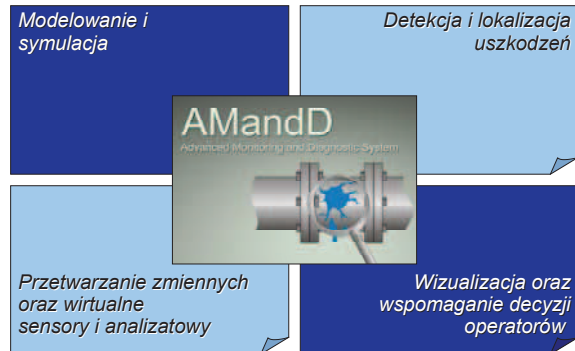 Modelowanie i
symulacja
Detekcja i lokalizacja
uszkodzeń
AMandD
Advanced Monitoring and Diagnostic System
Przetwarzanie zmiennych
oraz wirtualne
sensory i analizatowy
Wizualizacja oraz
wspomaganie decyzji
operatorów